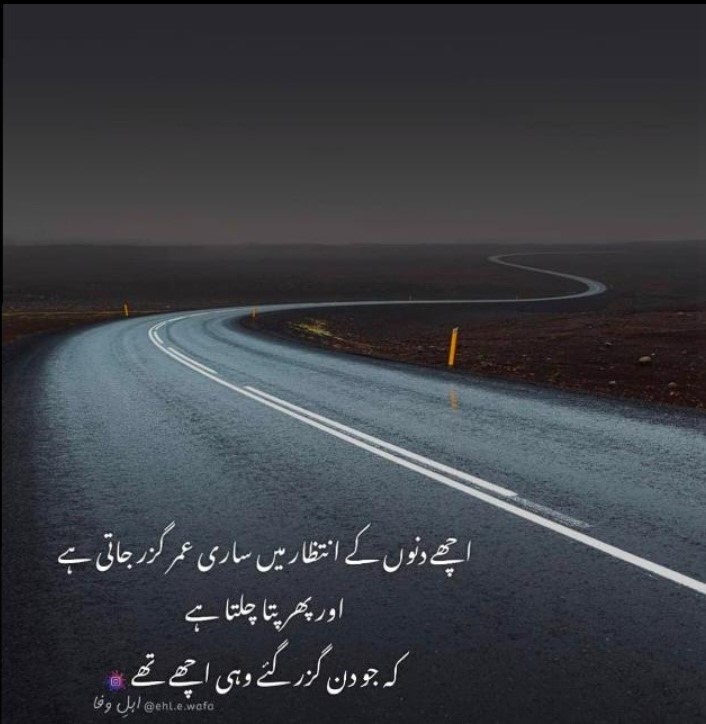 اچھے دنوں کے انتظار میں ساری عمر گزر جاتی ہے
اور پھر پتا چلتا ہے
کہ جو دن گزر گئے وہی اچھے تھے
اہلِ وفا @ehl.e.wafa